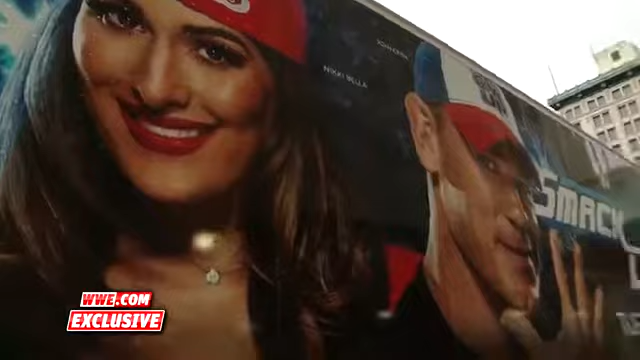 JOHN CENA
NIKKI BELLA
SMACK
WWE.COM
EXCLUSIVE